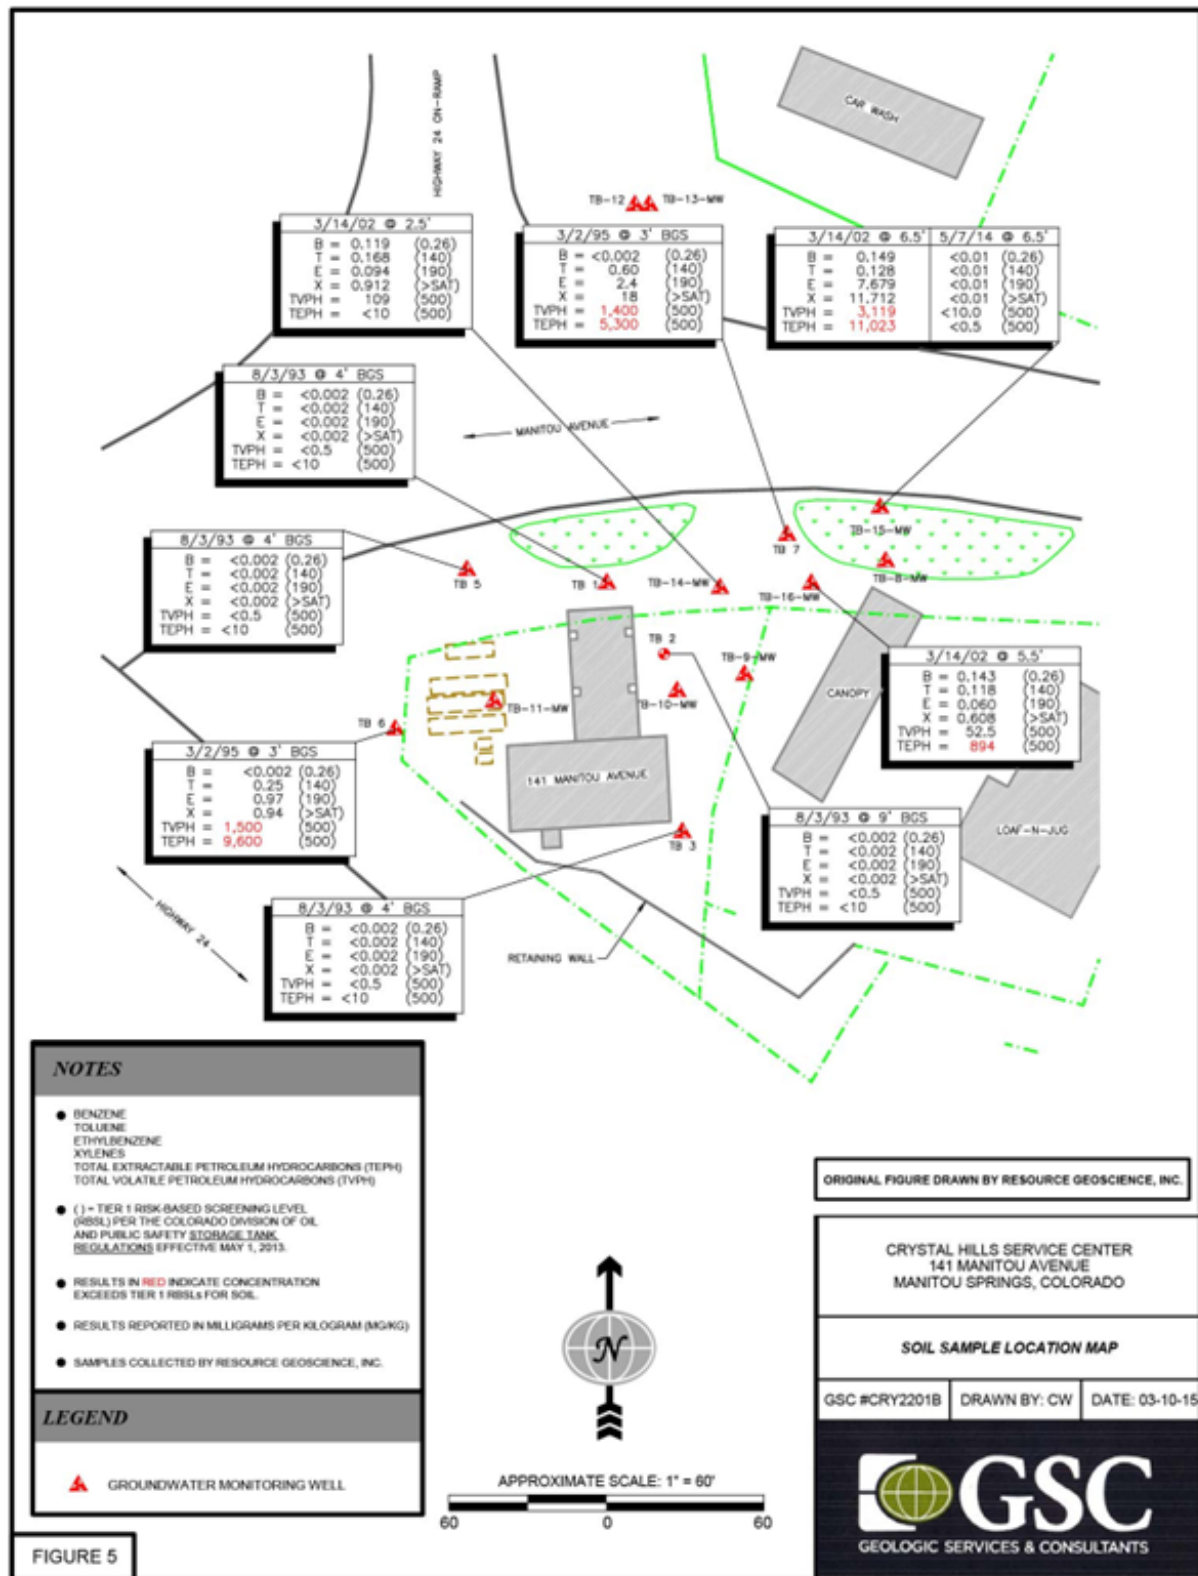 CAR WASH
HIGHWAY 24 ON-RAMP
TB-12
TB-13-MW
3/14/02 @ 2.5'
B = 0.119 (0.26)
T = 0.168 (140)
E = 0.094 (190)
X = 0.912 (>SAT)
TVPH = 109 (500)
TEPH = <10 (500)
3/2/95 @ 3' BGS
B = <0.002 (0.26)
T = 0.60 (140)
E = 2.4 (190)
X = 18 (>SAT)
TVPH = 1,400 (500)
TEPH = 5,300 (500)
3/14/02 @ 6.5' 5/7/14 @ 6.5'
B = 0.149 <0.01 (0.26)
T = 0.128 <0.01 (140)
E = 7.679 <0.01 (190)
X = 11.712 <0.01 (>SAT)
TVPH = 3,119 <10.0 (500)
TEPH = 11,023 <0.5 (500)
8/3/93 @ 4' BGS
B = <0.002 (0.26)
T = <0.002 (140)
E = <0.002 (190)
X = <0.002 (>SAT)
TVPH = <0.5 (500)
TEPH = <10 (500)
MANITOU AVENUE
8/3/93 @ 4' BGS
B = <0.002 (0.26)
T = <0.002 (140)
E = <0.002 (190)
X = <0.002 (>SAT)
TVPH = <0.5 (500)
TEPH = <10 (500)
TB 5
TB 1
TB-14-MW
TB 7
TB-15-MW
TB-16-MW
TB-8-MW
TB 2
TB-9-MW
TB-10-MW
TB-11-MW
TB 6
CANOPY
3/14/02 @ 5.5'
B = 0.143 (0.26)
T = 0.118 (140)
E = 0.060 (190)
X = 0.608 (>SAT)
TVPH = 52.5 (500)
TEPH = 894 (500)
3/2/95 @ 3' BGS
B = <0.002 (0.26)
T = 0.25 (140)
E = 0.97 (190)
X = 0.94 (>SAT)
TVPH = 1,500 (500)
TEPH = 9,600 (500)
141 MANITOU AVENUE
TB 3
LOAF-N-JUG
8/3/93 @ 9' BGS
B = <0.002 (0.26)
T = <0.002 (140)
E = <0.002 (190)
X = <0.002 (>SAT)
TVPH = <0.5 (500)
TEPH = <10 (500)
HIGHWAY 24
8/3/93 @ 4' BGS
B = <0.002 (0.26)
T = <0.002 (140)
E = <0.002 (190)
X = <0.002 (>SAT)
TVPH = <0.5 (500)
TEPH = <10 (500)
RETAINING WALL
NOTES
● BENZENE
TOLUENE
ETHYLBENZENE
XYLENES
TOTAL EXTRACTABLE PETROLEUM HYDROCARBONS (TEPH)
TOTAL VOLATILE PETROLEUM HYDROCARBONS (TVPH)
● ( ) = TIER 1 RISK-BASED SCREENING LEVEL
(RBSL) PER THE COLORADO DIVISION OF OIL
AND PUBLIC SAFETY STORAGE TANK
REGULATIONS EFFECTIVE MAY 1, 2013.
● RESULTS IN RED INDICATE CONCENTRATION
EXCEEDS TIER 1 RBSLs FOR SOIL.
● RESULTS REPORTED IN MILLIGRAMS PER KILOGRAM (MG/KG)
● SAMPLES COLLECTED BY RESOURCE GEOSCIENCE, INC.
LEGEND
GROUNDWATER MONITORING WELL
FIGURE 5
N
APPROXIMATE SCALE: 1" = 60'
60 0 60
ORIGINAL FIGURE DRAWN BY RESOURCE GEOSCIENCE, INC.
CRYSTAL HILLS SERVICE CENTER
141 MANITOU AVENUE
MANITOU SPRINGS, COLORADO
SOIL SAMPLE LOCATION MAP
GSC #CRY2201B DRAWN BY: CW DATE: 03-10-15
GSC
GEOLOGIC SERVICES & CONSULTANTS